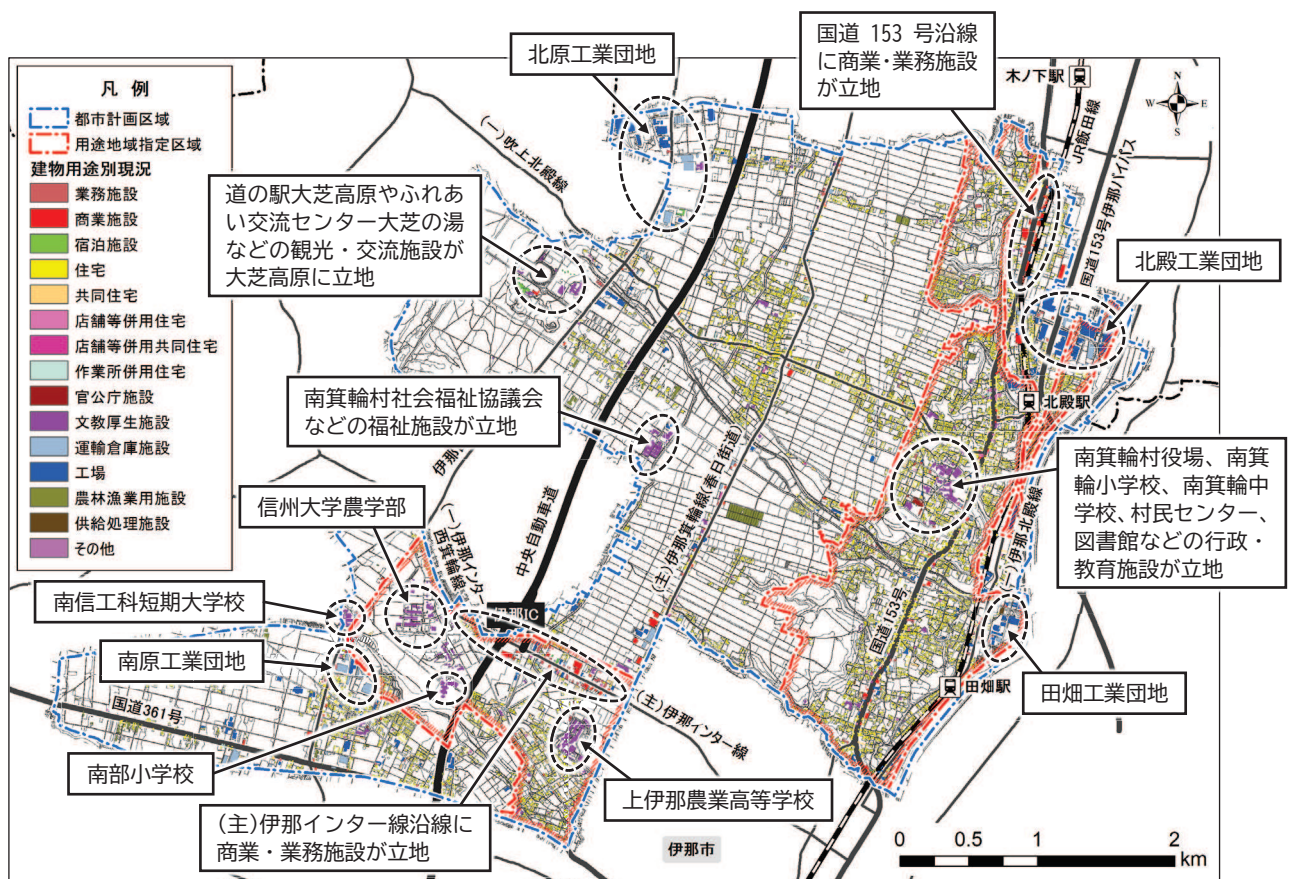 北原工業団地
国道 153 号沿線
に商業・業務施設
が立地
木ノ下駅
N
W
E
S
凡 例
都市計画区域
用途地域指定区域
建物用途別現況
業務施設
商業施設
宿泊施設
住宅
共同住宅
店舗等併用住宅
店舗等併用共同住宅
作業所併用住宅
官公庁施設
文教厚生施設
運輸倉庫施設
工場
農林漁業用施設
供給処理施設
その他
(一)吹上北殿線
JR飯田線
国道153号伊那バイパス
道の駅大芝高原やふれあ
い交流センター大芝の湯
などの観光・交流施設が
大芝高原に立地
北殿工業団地
南箕輪村社会福祉協議会
などの福祉施設が立地
北殿駅
南箕輪村役場、南箕
輪小学校、南箕輪中
学校、村民センター、
図書館などの行政・
教育施設が立地
(主)伊那箕輪線(春日街道)
中央自動車道
(一)伊那インター
西箕輪線
伊那IC
信州大学農学部
南信工科短期大学校
南原工業団地
国道361号
南部小学校
(主)伊那インター線沿線に
商業・業務施設が立地
(主)伊那インター線
上伊那農業高等学校
国道153号
(一)伊那北殿線
田畑駅
田畑工業団地
伊那市
0 0.5 1 2
km